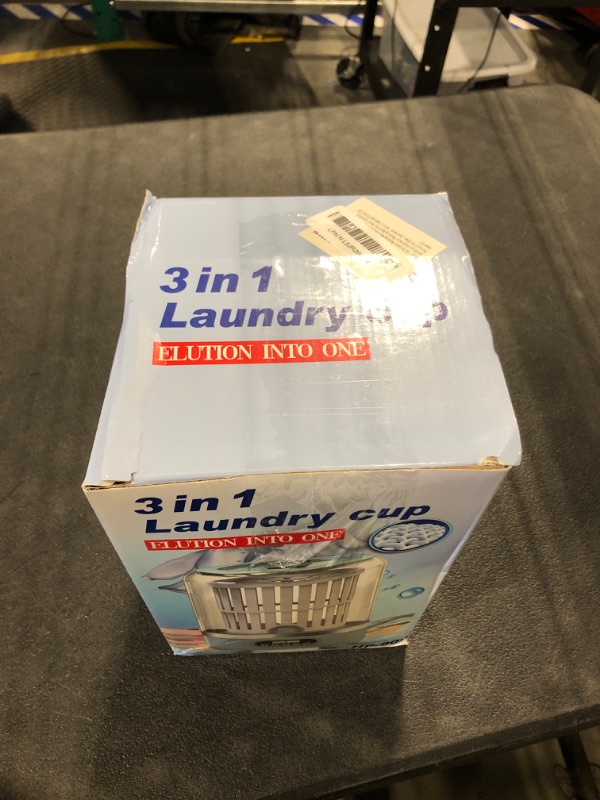 3 in 1
Laundry cup
ELUTION INTO ONE
3 in 1
Laundry cup
ELUTION INTO ONE